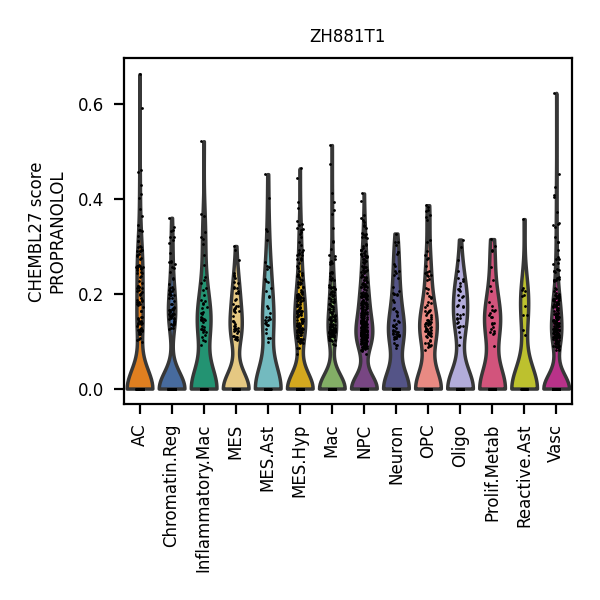 ZH881T1
CHEMBL27 score
PROPRANOLOL
0.6
0.4
0.2
0.0
AC
Chromatin.Reg
Inflammatory.Mac
MES
MES.Ast
MES.Hyp
Mac
NPC
Neuron
OPC
Oligo
Prolif.Metab
Reactive.Ast
Vasc